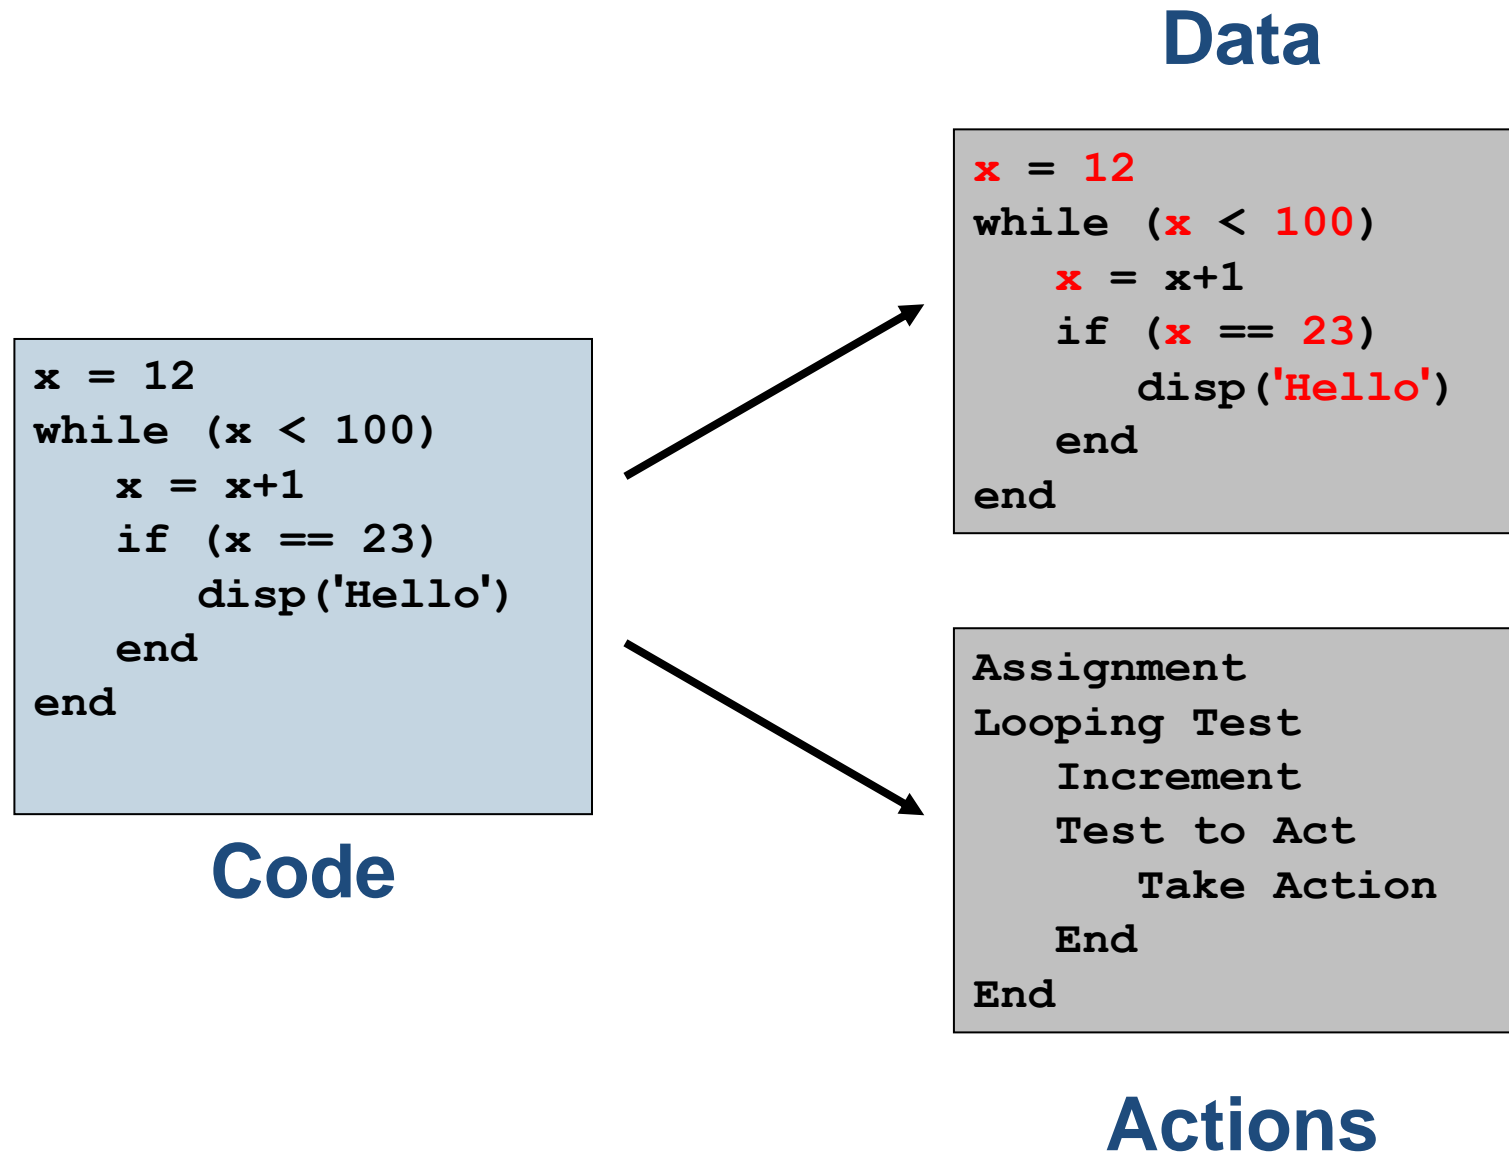 Data
x = 12
while (x < 100)
   x = x+1
   if (x == 23)
      disp('Hello')
   end
end
x = 12
while (x < 100)
   x = x+1
   if (x == 23)
      disp('Hello')
   end
end
Code
Assignment
Looping Test
   Increment
   Test to Act
      Take Action
   End
End
Actions